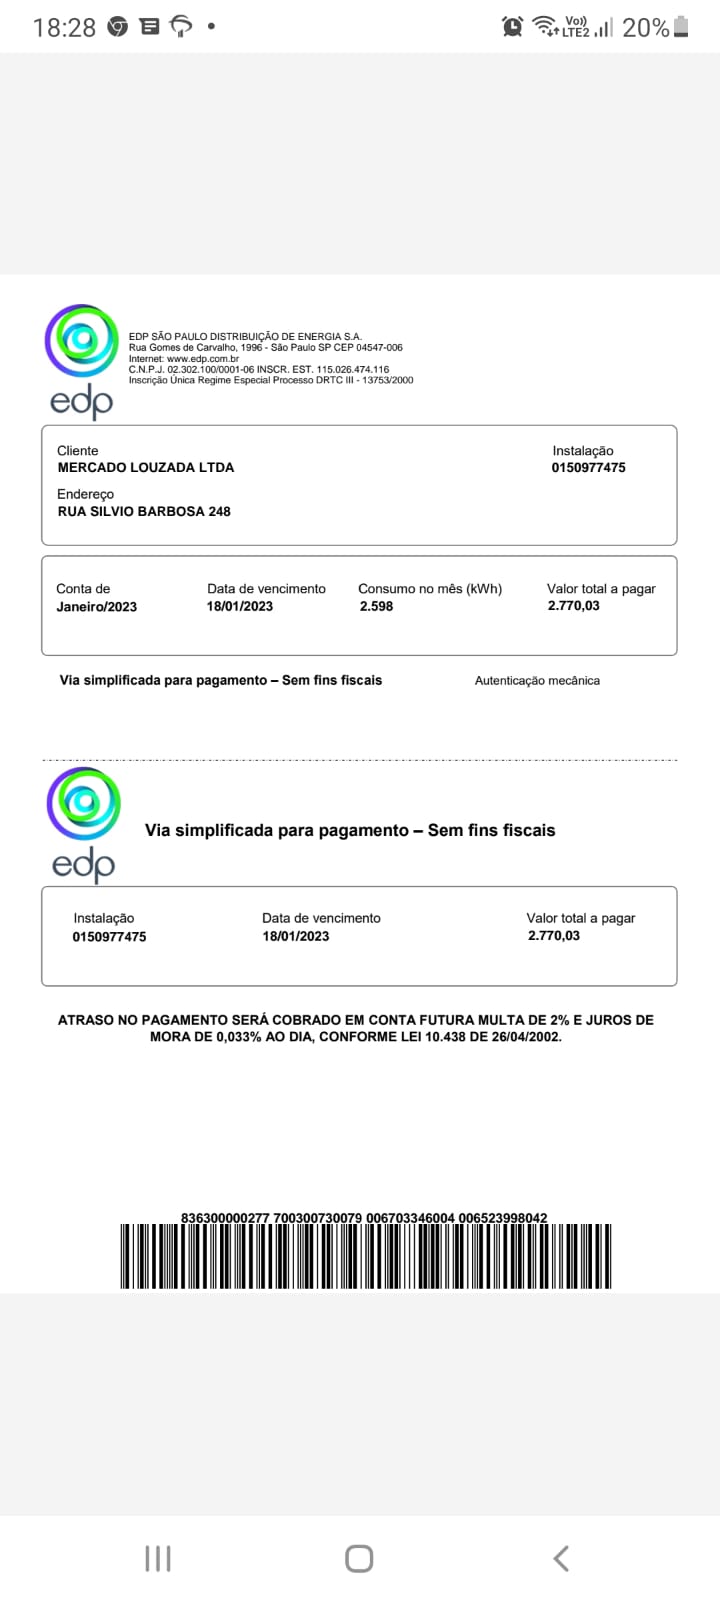 18:28
Vo))
LTE2
20%
EDP SÃO PAULO DISTRIBUIÇÃO DE ENERGIA S.A.
Rua Gomes de Carvalho, 1996 - São Paulo SP CEP 04547-006
Internet: www.edp.com.br
C.N.P.J. 02.302.100/0001-06 INSCR. EST. 115.026.474.116
Inscrição Única Regime Especial Processo DRTC III - 13753/2000
edp
Cliente Instalação
MERCADO LOUZADA LTDA 0150977475
Endereço
RUA SILVIO BARBOSA 248
Conta de Data de vencimento Consumo no mês (kWh) Valor total a pagar
Janeiro/2023 18/01/2023 2.598 2.770,03
Via simplificada para pagamento – Sem fins fiscais Autenticação mecânica
Via simplificada para pagamento – Sem fins fiscais
edp
Instalação Data de vencimento Valor total a pagar
0150977475 18/01/2023 2.770,03
ATRASO NO PAGAMENTO SERÁ COBRADO EM CONTA FUTURA MULTA DE 2% E JUROS DE
MORA DE 0,033% AO DIA, CONFORME LEI 10.438 DE 26/04/2002.
836300000277 700300730079 006703346004 006523998042